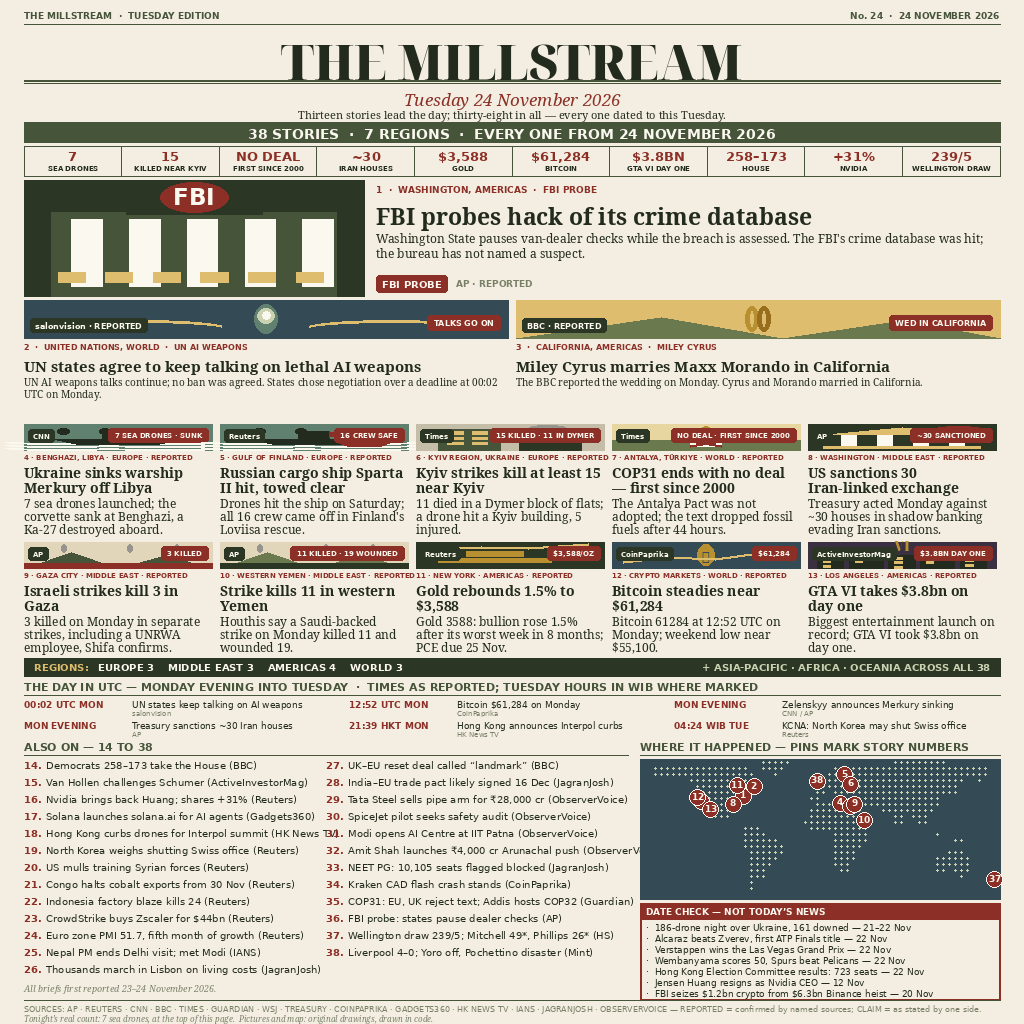 THE MILLSTREAM · TUESDAY EDITION
No. 24 · 24 NOVEMBER 2026
THE MILLSTREAM
Tuesday 24 November 2026
Thirteen stories lead the day; thirty-eight in all — every one dated to this Tuesday.
38 STORIES · 7 REGIONS · EVERY ONE FROM 24 NOVEMBER 2026
7
SEA DRONES
15
KILLED NEAR KYIV
NO DEAL
FIRST SINCE 2000
~30
IRAN HOUSES
$3,588
GOLD
$61,284
BITCOIN
$3.8BN
GTA VI DAY ONE
258–173
HOUSE
+31%
NVIDIA
239/5
WELLINGTON DRAW
FBI
1 · WASHINGTON, AMERICAS · FBI PROBE
FBI probes hack of its crime database
Washington State pauses van-dealer checks while the breach is assessed. The FBI's crime database was hit;
the bureau has not named a suspect.
FBI PROBE
AP · REPORTED
salonvision · REPORTED
TALKS GO ON
2 · UNITED NATIONS, WORLD · UN AI WEAPONS
UN states agree to keep talking on lethal AI weapons
UN AI weapons talks continue; no ban was agreed. States chose negotiation over a deadline at 00:02
UTC on Monday.
BBC · REPORTED
WED IN CALIFORNIA
3 · CALIFORNIA, AMERICAS · MILEY CYRUS
Miley Cyrus marries Maxx Morando in California
The BBC reported the wedding on Monday. Cyrus and Morando married in California.
CNN
7 SEA DRONES · SUNK
4 · BENGHAZI, LIBYA · EUROPE · REPORTED
Ukraine sinks warship
Merkury off Libya
7 sea drones launched; the
corvette sank at Benghazi, a
Ka-27 destroyed aboard.
Reuters
16 CREW SAFE
5 · GULF OF FINLAND · EUROPE · REPORTED
Russian cargo ship Sparta
II hit, towed clear
Drones hit the ship on Saturday;
all 16 crew came off in Finland's
Loviisa rescue.
Times
15 KILLED · 11 IN DYMER
6 · KYIV REGION, UKRAINE · EUROPE · REPORTED
Kyiv strikes kill at least 15
near Kyiv
11 died in a Dymer block of flats;
a drone hit a Kyiv building, 5
injured.
Times
NO DEAL · FIRST SINCE 2000
7 · ANTALYA, TÜRKIYE · WORLD · REPORTED
COP31 ends with no deal
— first since 2000
The Antalya Pact was not
adopted; the text dropped fossil
fuels after 44 hours.
AP
~30 SANCTIONED
8 · WASHINGTON · MIDDLE EAST · REPORTED
US sanctions 30
Iran-linked exchange
Treasury acted Monday against
~30 houses in shadow banking
evading Iran sanctions.
AP
3 KILLED
9 · GAZA CITY · MIDDLE EAST · REPORTED
Israeli strikes kill 3 in
Gaza
3 killed on Monday in separate
strikes, including a UNRWA
employee, Shifa confirms.
AP
11 KILLED · 19 WOUNDED
10 · WESTERN YEMEN · MIDDLE EAST · REPORTED
Strike kills 11 in western
Yemen
Houthis say a Saudi-backed
strike on Monday killed 11 and
wounded 19.
Reuters
$3,588/OZ
11 · NEW YORK · AMERICAS · REPORTED
Gold rebounds 1.5% to
$3,588
Gold 3588: bullion rose 1.5%
after its worst week in 8 months;
PCE due 25 Nov.
CoinPaprika
$61,284
12 · CRYPTO MARKETS · WORLD · REPORTED
Bitcoin steadies near
$61,284
Bitcoin 61284 at 12:52 UTC on
Monday; weekend low near
$55,100.
ActiveInvestorMag
$3.8BN DAY ONE
13 · LOS ANGELES · AMERICAS · REPORTED
GTA VI takes $3.8bn on
day one
Biggest entertainment launch on
record; GTA VI took $3.8bn on
day one.
REGIONS: EUROPE 3 MIDDLE EAST 3 AMERICAS 4 WORLD 3
+ ASIA-PACIFIC · AFRICA · OCEANIA ACROSS ALL 38
THE DAY IN UTC — MONDAY EVENING INTO TUESDAY · TIMES AS REPORTED; TUESDAY HOURS IN WIB WHERE MARKED
00:02 UTC MON
UN states keep talking on AI weapons
salonvision
12:52 UTC MON
Bitcoin $61,284 on Monday
CoinPaprika
MON EVENING
Zelenskyy announces Merkury sinking
CNN / AP
MON EVENING
Treasury sanctions ~30 Iran houses
AP
21:39 HKT MON
Hong Kong announces Interpol curbs
HK News TV
04:24 WIB TUE
KCNA: North Korea may shut Swiss office
Reuters
ALSO ON — 14 TO 38
14. Democrats 258–173 take the House (BBC)
15. Van Hollen challenges Schumer (ActiveInvestorMag)
16. Nvidia brings back Huang; shares +31% (Reuters)
17. Solana launches solana.ai for AI agents (Gadgets360)
18. Hong Kong curbs drones for Interpol summit (HK News TV)
19. North Korea weighs shutting Swiss office (Reuters)
20. US mulls training Syrian forces (Reuters)
21. Congo halts cobalt exports from 30 Nov (Reuters)
22. Indonesia factory blaze kills 24 (Reuters)
23. CrowdStrike buys Zscaler for $44bn (Reuters)
24. Euro zone PMI 51.7, fifth month of growth (Reuters)
25. Nepal PM ends Delhi visit; met Modi (IANS)
26. Thousands march in Lisbon on living costs (JagranJosh)
27. UK–EU reset deal called “landmark” (BBC)
28. India–EU trade pact likely signed 16 Dec (JagranJosh)
29. Tata Steel sells pipe arm for ₹28,000 cr (ObserverVoice)
30. SpiceJet pilot seeks safety audit (ObserverVoice)
31. Modi opens AI Centre at IIT Patna (ObserverVoice)
32. Amit Shah launches ₹4,000 cr Arunachal push (ObserverV
33. NEET PG: 10,105 seats flagged blocked (JagranJosh)
34. Kraken CAD flash crash stands (CoinPaprika)
35. COP31: EU, UK reject text; Addis hosts COP32 (Guardian)
36. FBI probe: states pause dealer checks (AP)
37. Wellington draw 239/5; Mitchell 49*, Phillips 26* (HS)
38. Liverpool 4–0; Yoro off, Pochettino disaster (Mint)
All briefs first reported 23–24 November 2026.
WHERE IT HAPPENED — PINS MARK STORY NUMBERS
5
38
11
2
6
12
1
8
13
4
9
10
37
DATE CHECK — NOT TODAY’S NEWS
· 186-drone night over Ukraine, 161 downed — 21–22 Nov
· Alcaraz beats Zverev, first ATP Finals title — 22 Nov
· Verstappen wins the Las Vegas Grand Prix — 22 Nov
· Wembanyama scores 50, Spurs beat Pelicans — 22 Nov
· Hong Kong Election Committee results: 723 seats — 22 Nov
· Jensen Huang resigns as Nvidia CEO — 12 Nov
· FBI seizes $1.2bn crypto from $6.3bn Binance heist — 20 Nov
SOURCES: AP · REUTERS · CNN · BBC · TIMES · GUARDIAN · WSJ · TREASURY · COINPAPRIKA · GADGETS360 · HK NEWS TV · IANS · JAGRANJOSH · OBSERVERVOICE — REPORTED = confirmed by named sources; CLAIM = as stated by one side.
Tonight's real count: 7 sea drones, at the top of this page. Pictures and map: original drawings, drawn in code.